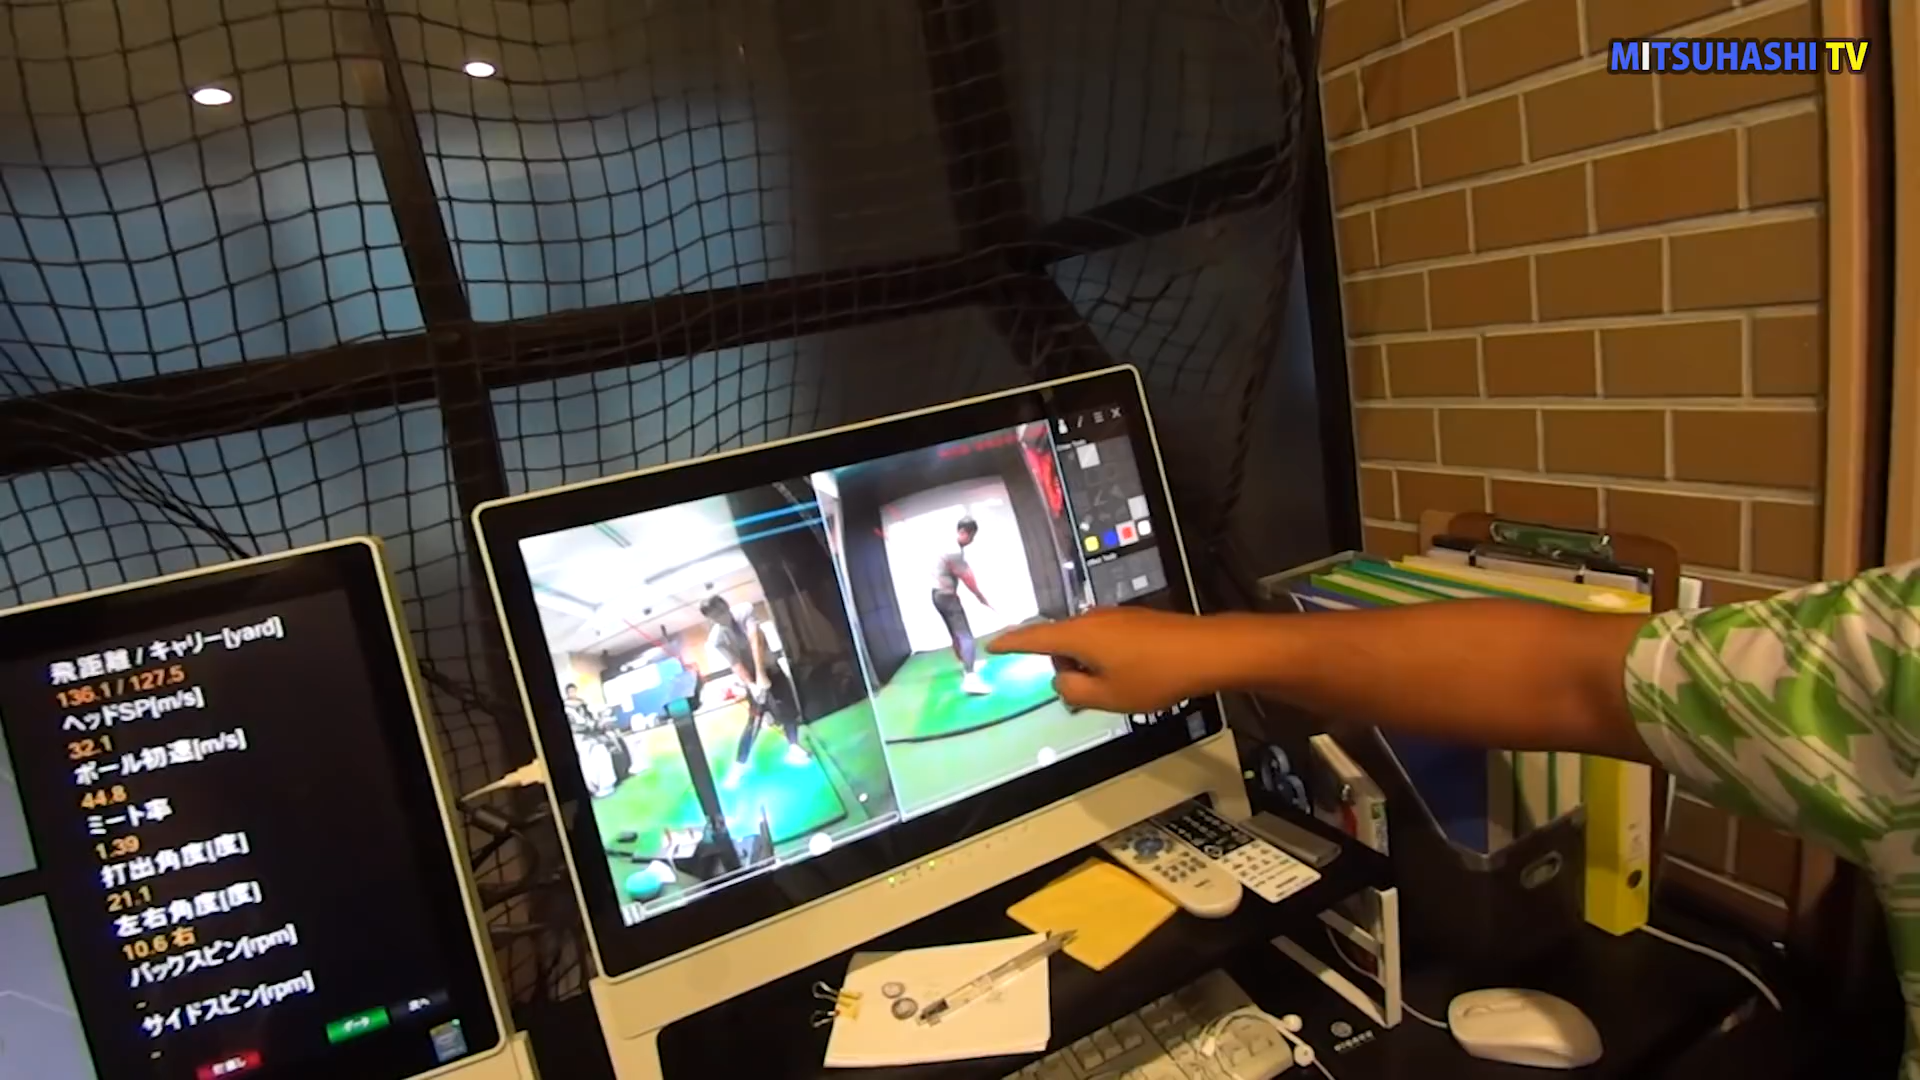 MITSUHASHI TV
飛距離 / キャリー[yard]
136.1 / 127.5
ヘッドSP[m/s]
32.1
ボール初速[m/s]
44.8
ミート率
1.39
打出角度[度]
21.1
左右角度[度]
10.6 右
バックスピン[rpm]
-
サイドスピン[rpm]
-
データ